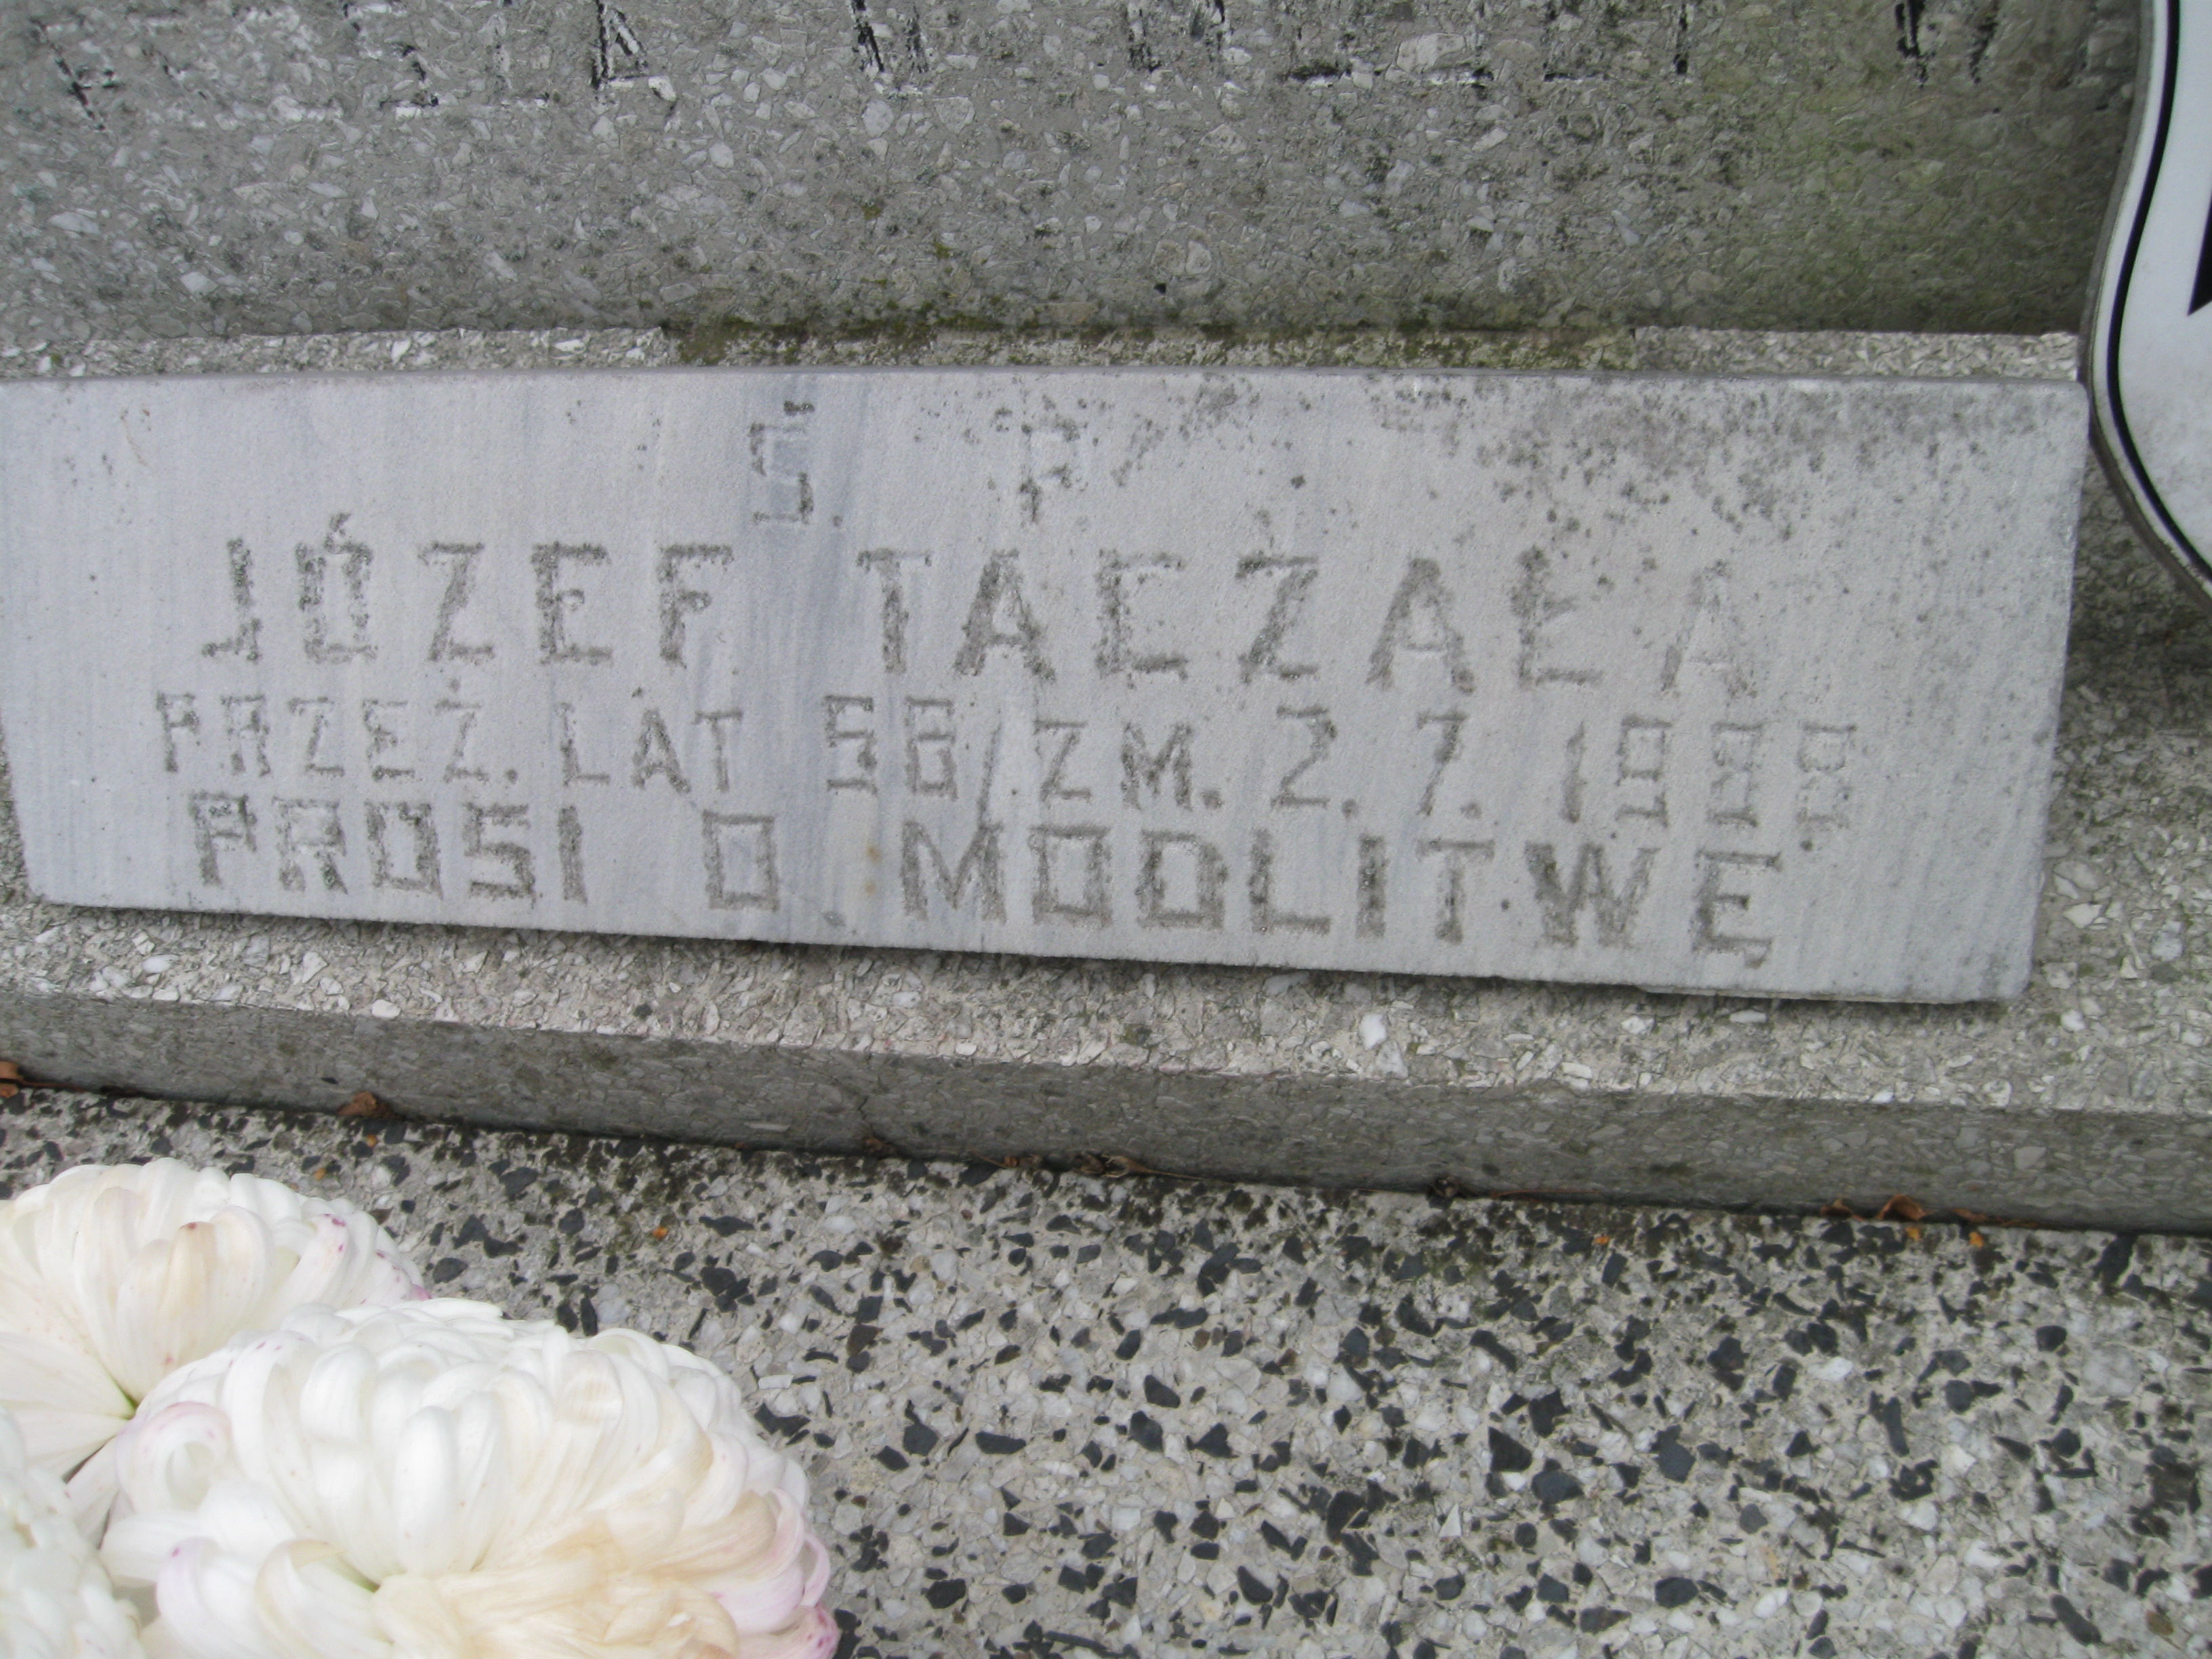 Ś. P.
JÓZEF TACZAŁA
PRZEŻ. LAT 56, ZM. 2. 7. 1988 R.
PROSI O MODLITWĘ